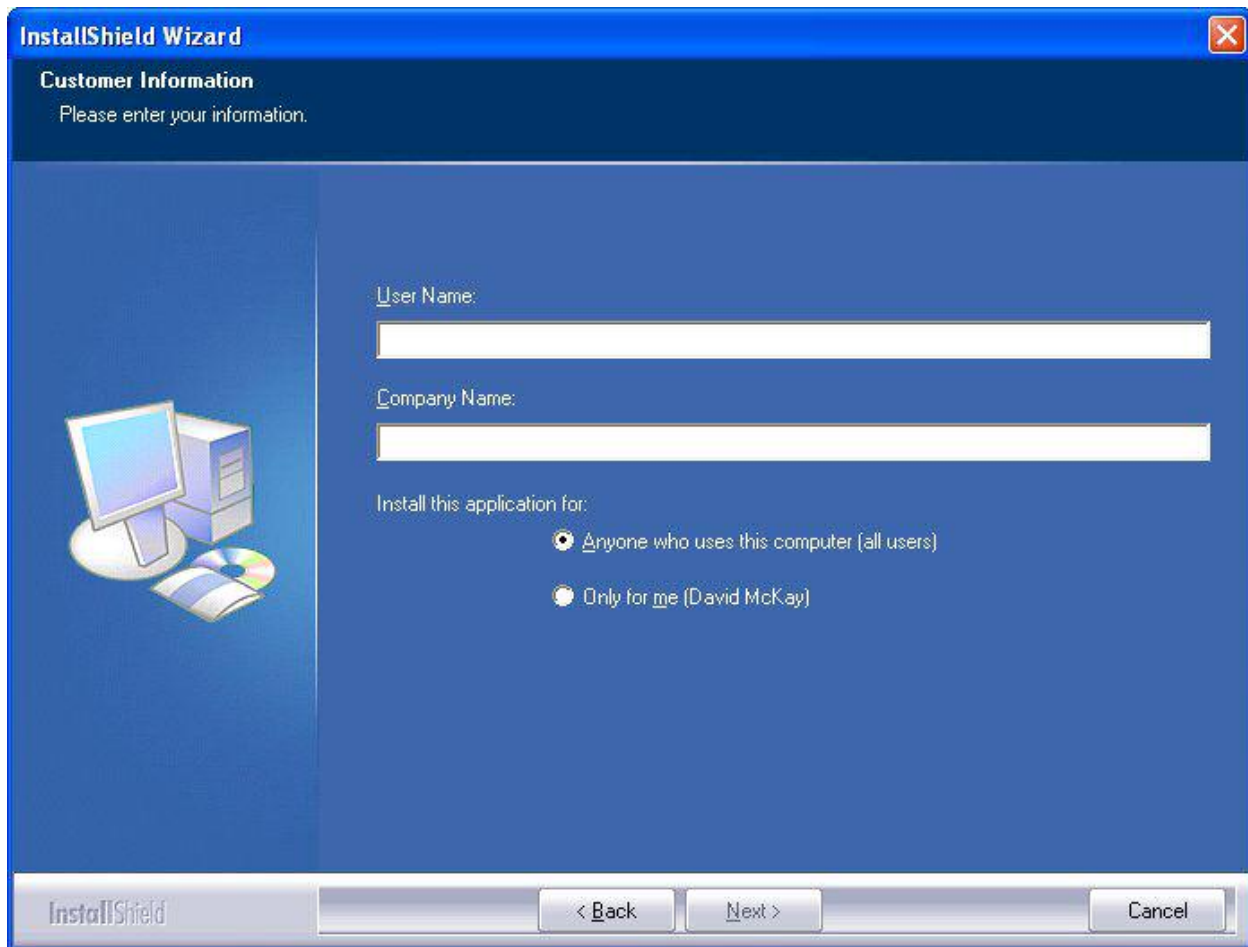 InstallShield Wizard
Customer Information
Please enter your information.
User Name:
Company Name:
Install this application for:
Anyone who uses this computer (all users)
Only for me (David McKay)
InstallShield
< Back
Next >
Cancel